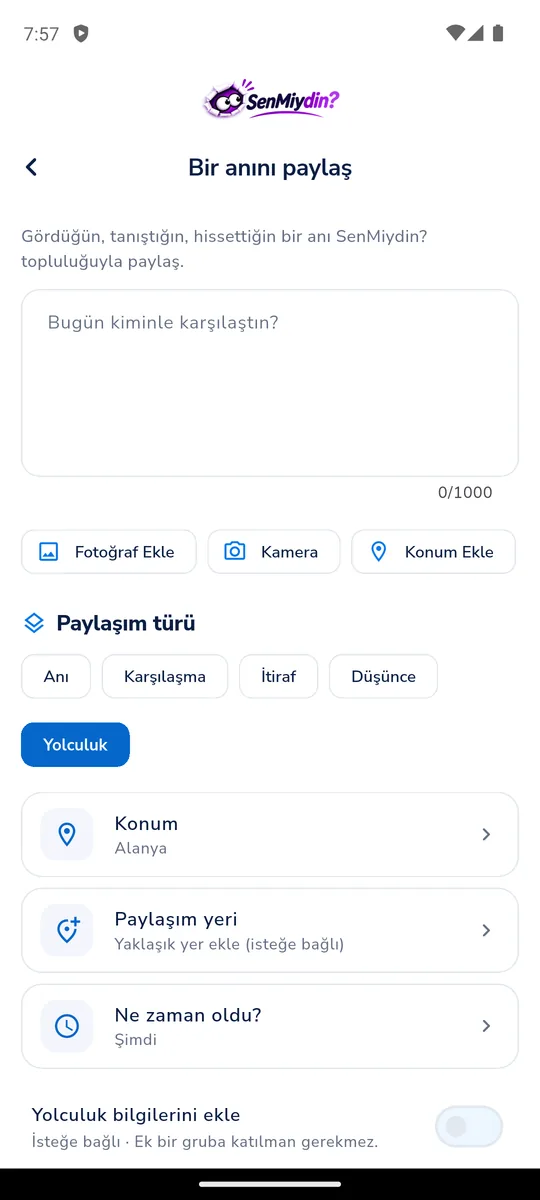 7:57
SenMiydin?
Bir anını paylaş
Gördüğün, tanıştığın, hissettiğin bir anı SenMiydin?
topluluğuyla paylaş.
Bugün kiminle karşılaştın?
0/1000
Fotoğraf Ekle
Kamera
Konum Ekle
Paylaşım türü
Anı
Karşılaşma
İtiraf
Düşünce
Yolculuk
Konum
Alanya
Paylaşım yeri
Yaklaşık yer ekle (isteğe bağlı)
Ne zaman oldu?
Şimdi
Yolculuk bilgilerini ekle
İsteğe bağlı · Ek bir gruba katılman gerekmez.